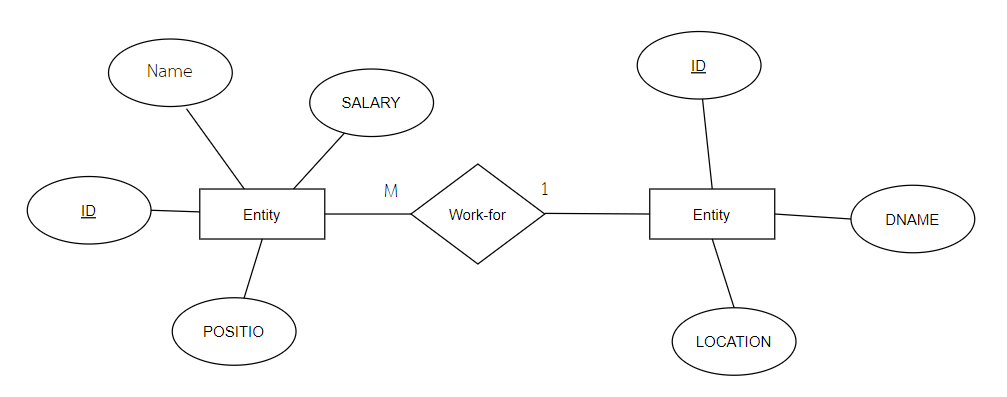 Name
SALARY
ID
Entity
POSITIO
M
Work-for
1
ID
Entity
DNAME
LOCATION